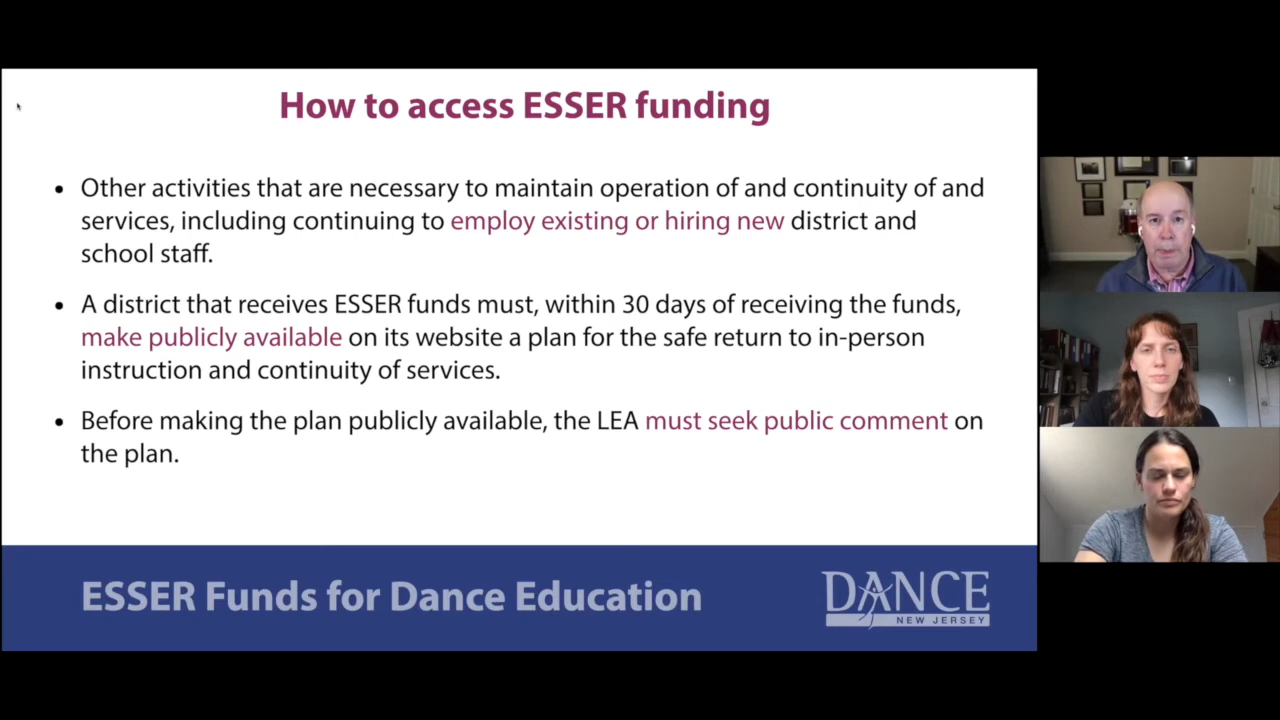 How to access ESSER funding
• Other activities that are necessary to maintain operation of and continuity of and
services, including continuing to employ existing or hiring new district and
school staff.
• A district that receives ESSER funds must, within 30 days of receiving the funds,
make publicly available on its website a plan for the safe return to in-person
instruction and continuity of services.
• Before making the plan publicly available, the LEA must seek public comment on
the plan.
ESSER Funds for Dance Education
DANCE
NEW JERSEY